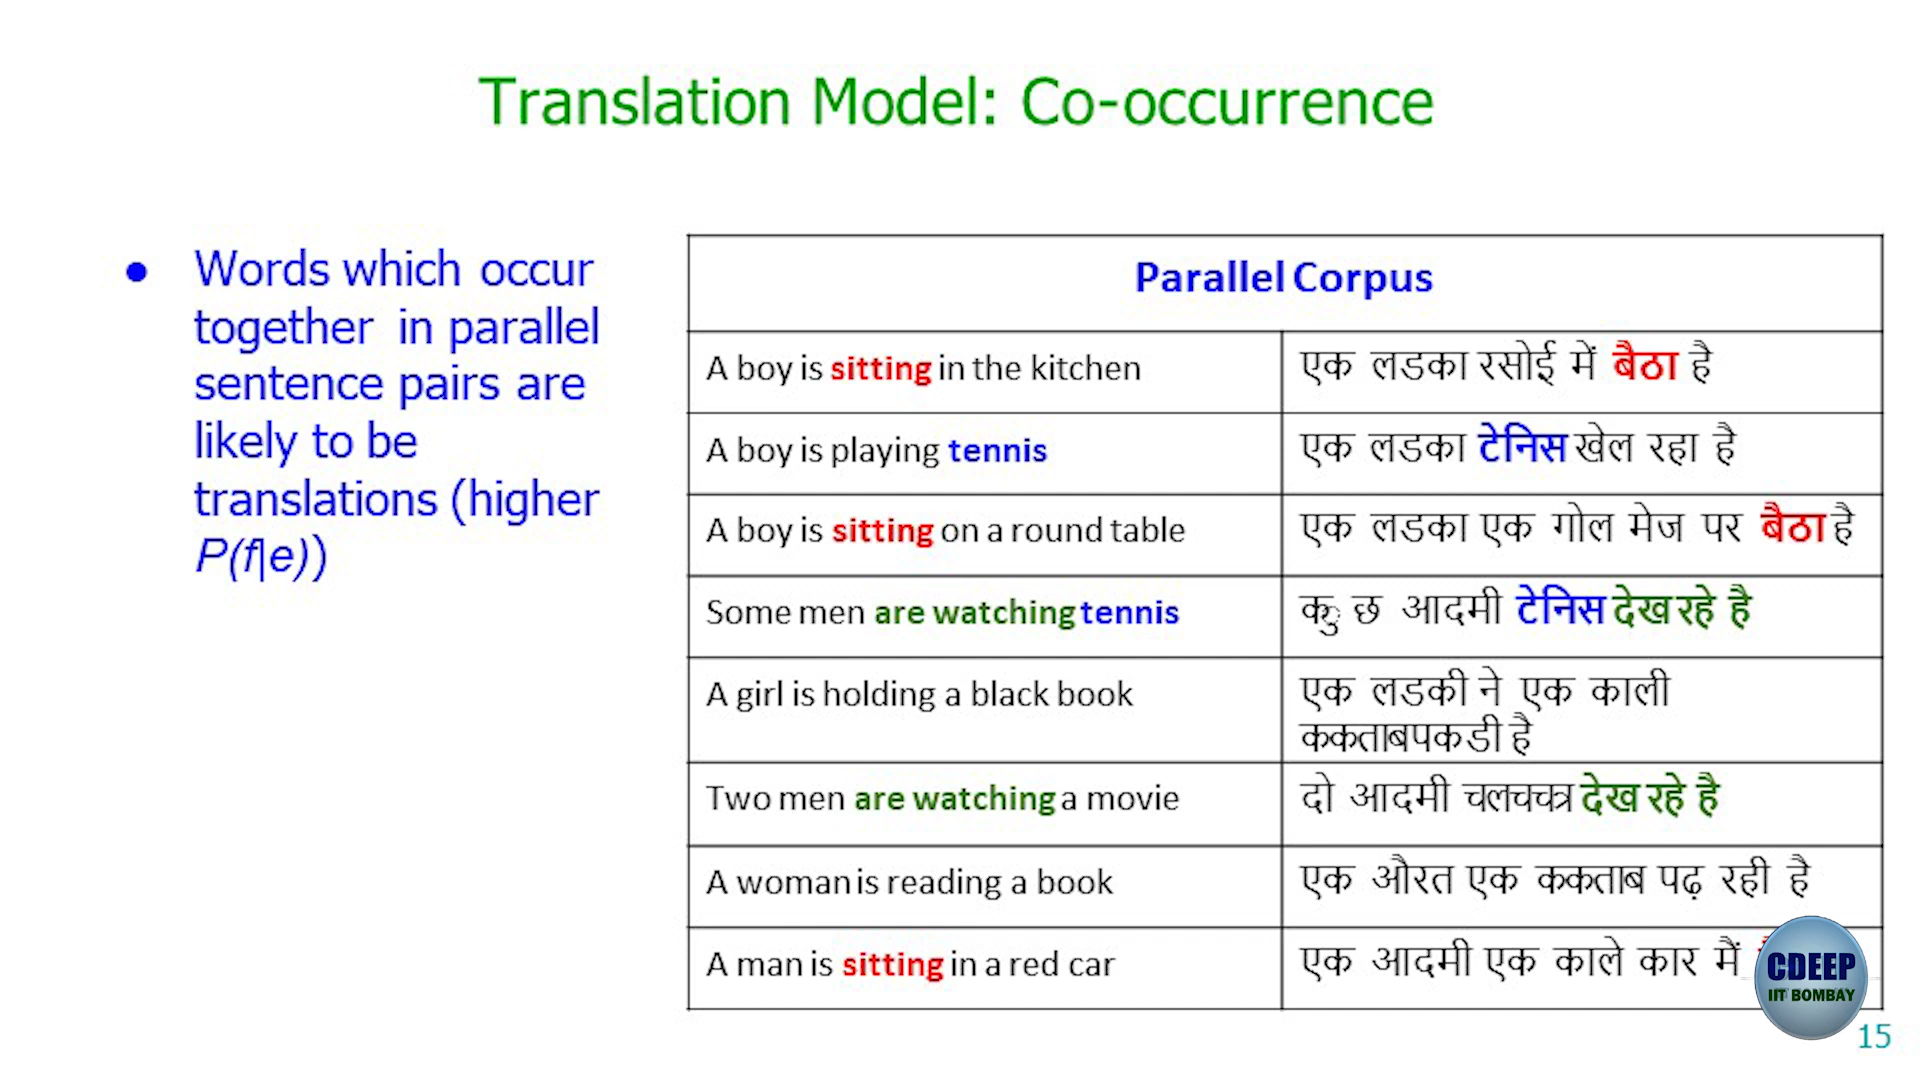 Translation Model: Co-occurrence
● Words which occur
together in parallel
sentence pairs are
likely to be
translations (higher
P(f|e))
Parallel Corpus
A boy is sitting in the kitchen
एक लडका रसोई में बैठा है
A boy is playing tennis
एक लडका टेनिस खेल रहा है
A boy is sitting on a round table
एक लडका एक गोल मेज पर बैठा है
Some men are watching tennis
कु छ आदमी टेनिस देख रहे है
A girl is holding a black book
एक लडकी ने एक काली
ककताबपकडी है
Two men are watching a movie
दो आदमी चलचचत्र देख रहे है
A woman is reading a book
एक औरत एक ककताब पढ़ रही है
A man is sitting in a red car
एक आदमी एक काले कार मैं
CDEEP
IIT BOMBAY
15